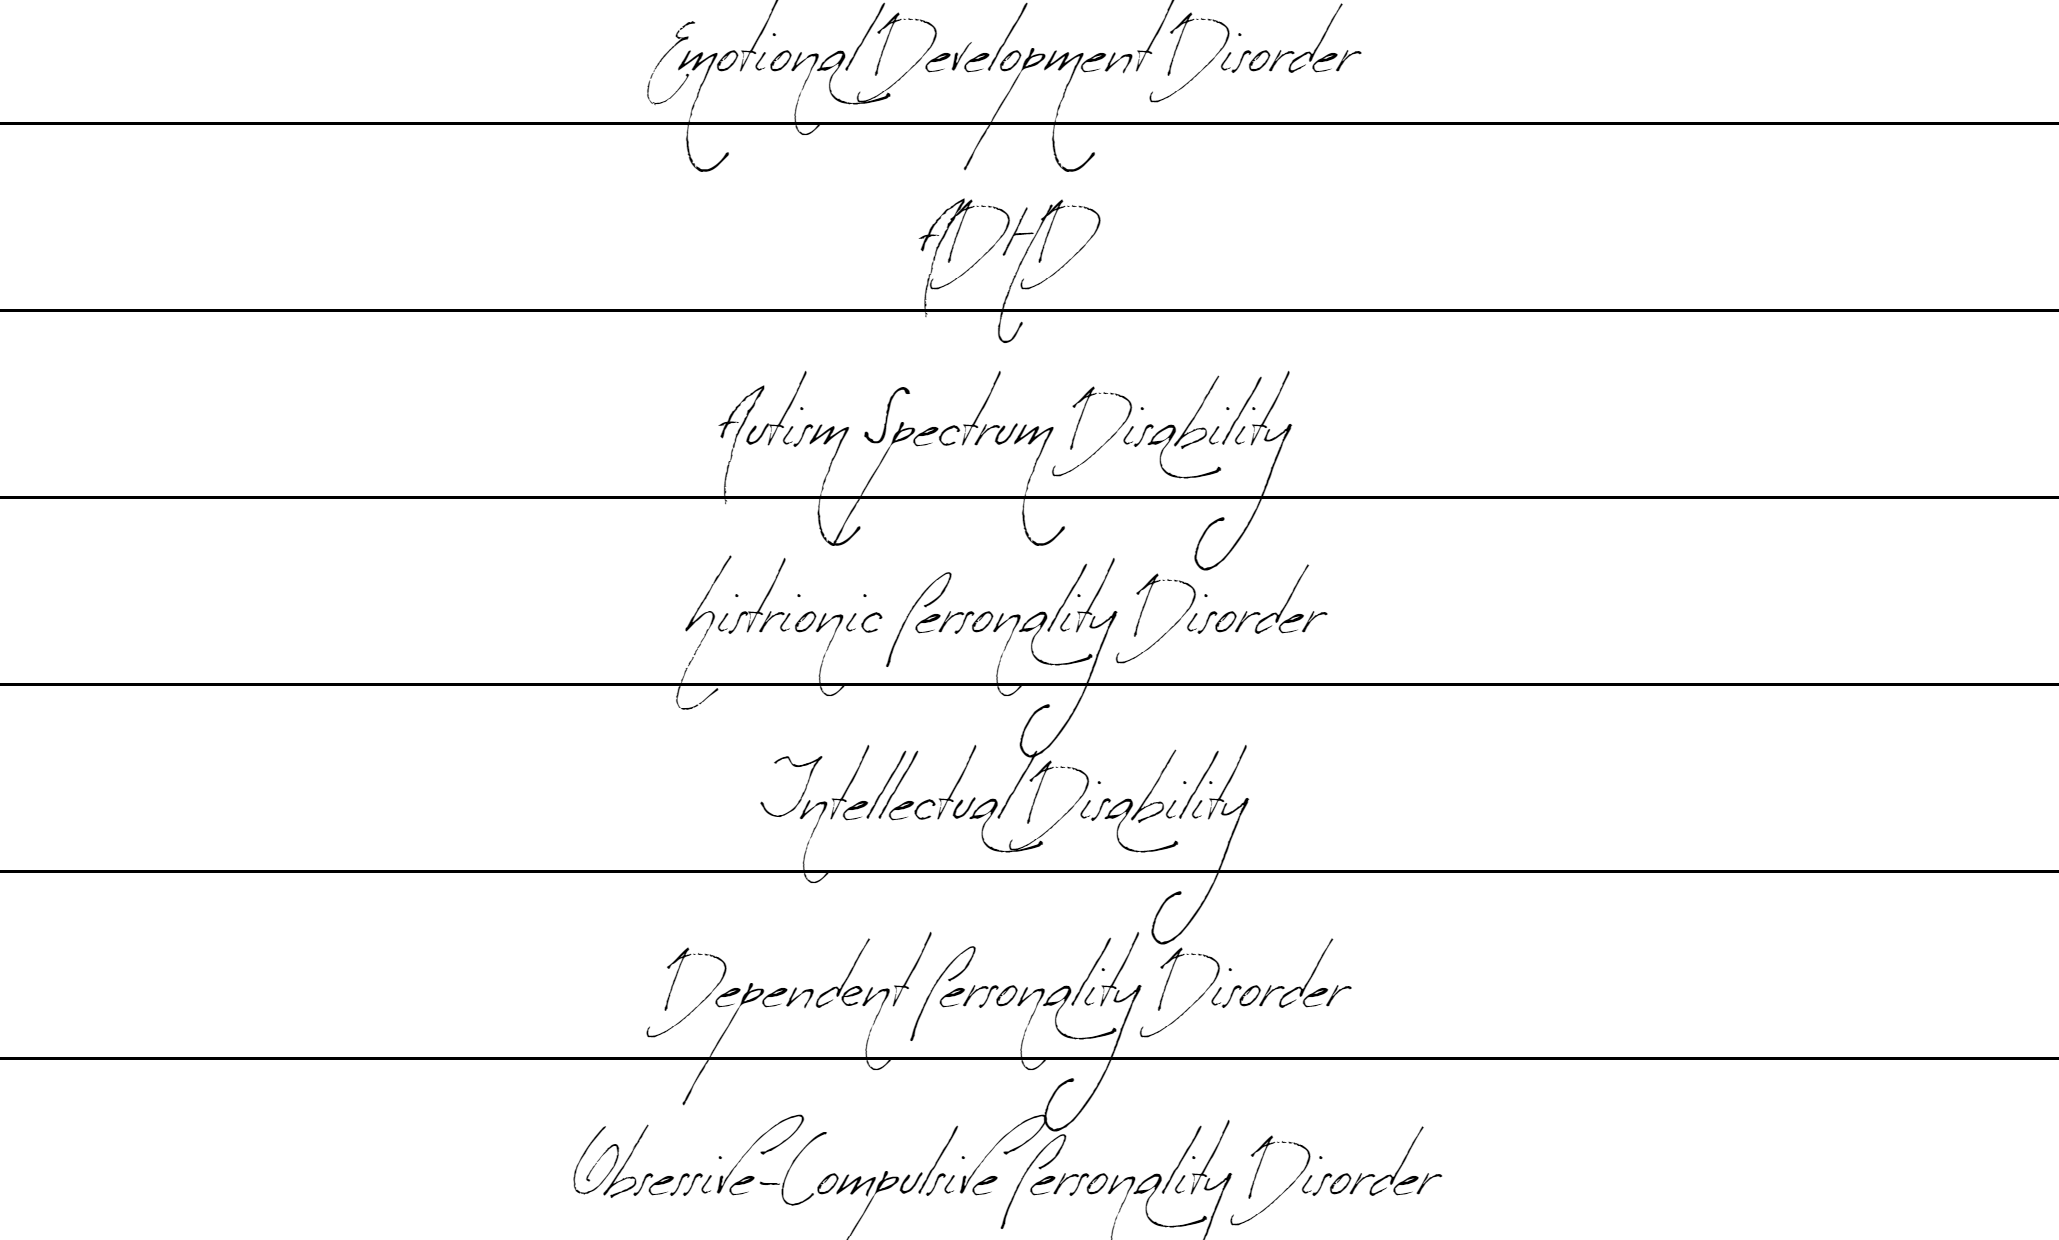 Emotional Development Disorder
ADHD
Autism Spectrum Disability
histrionic Personality Disorder
Intellectual Disability
Dependent Personality Disorder
Obsessive-Compulsive Personality Disorder